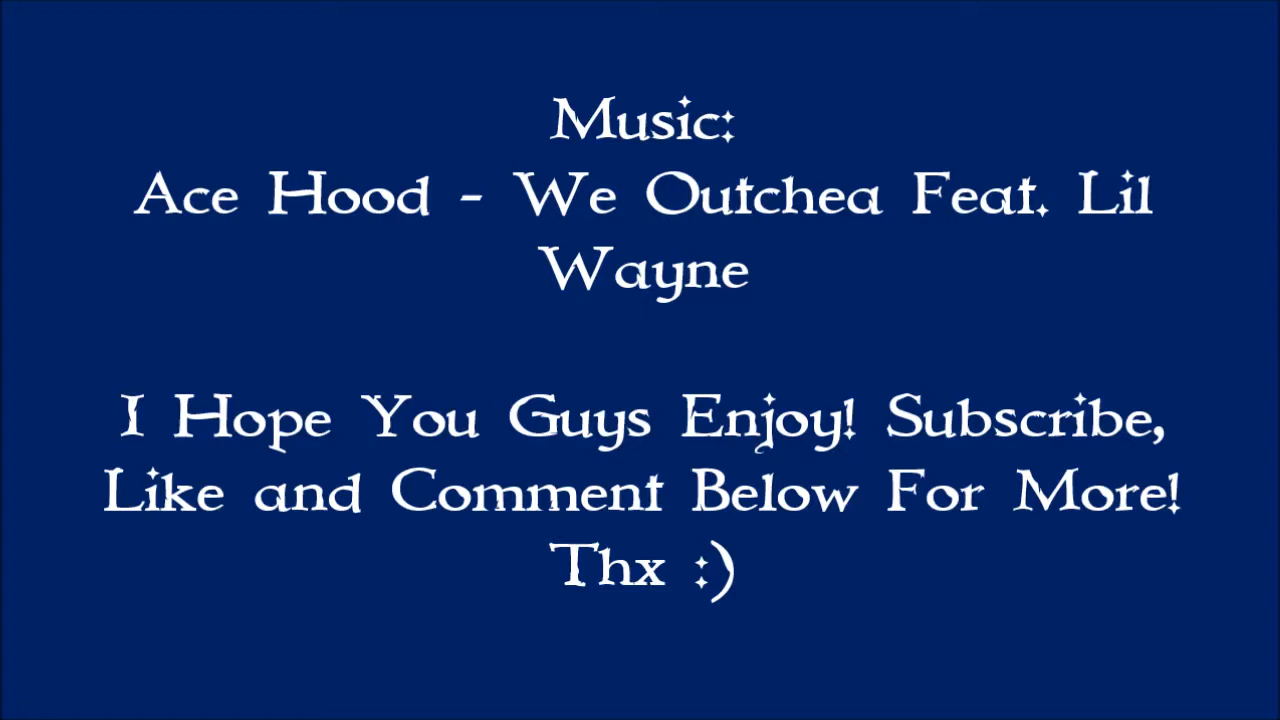 Music:
Ace Hood - We Outchea Feat. Lil
Wayne
I Hope You Guys Enjoy! Subscribe,
Like and Comment Below For More!
Thx :)